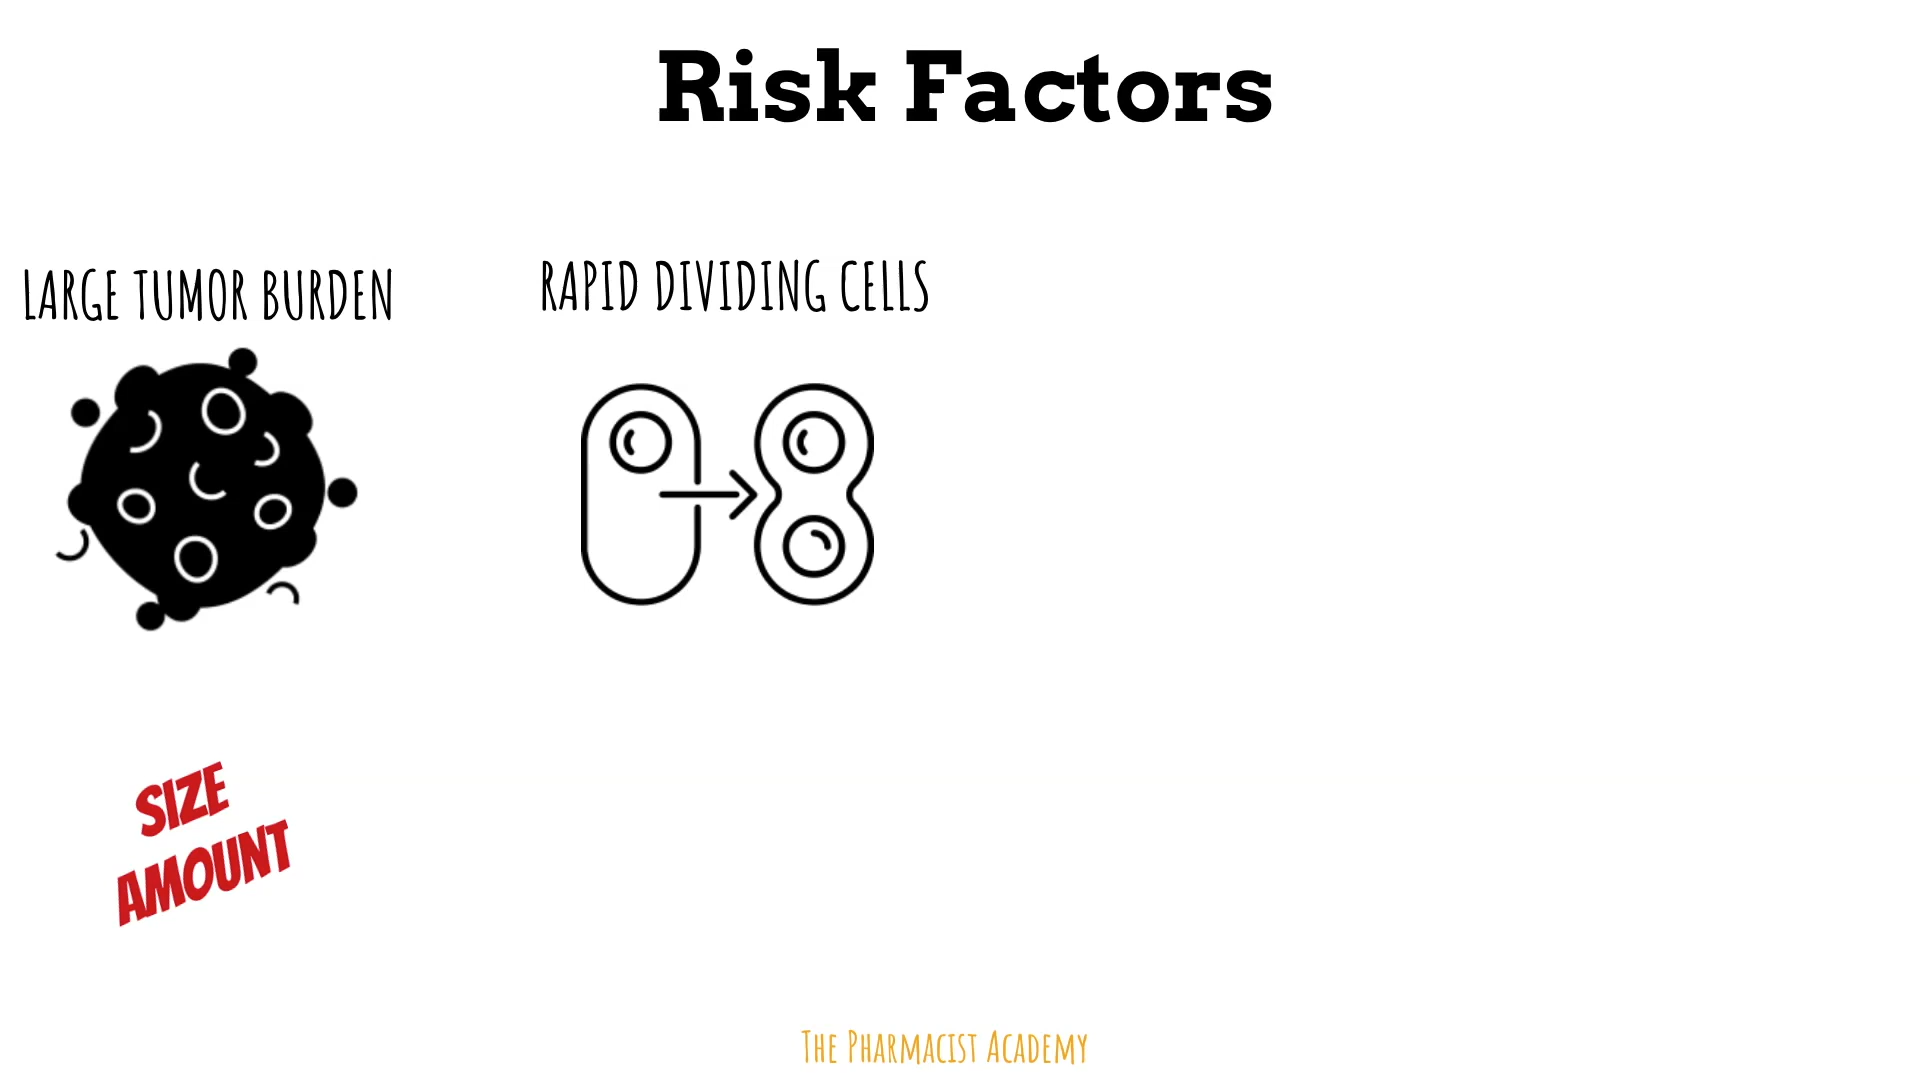 Risk Factors
LARGE TUMOR BURDEN
RAPID DIVIDING CELLS
SIZE
AMOUNT
THE PHARMACIST ACADEMY